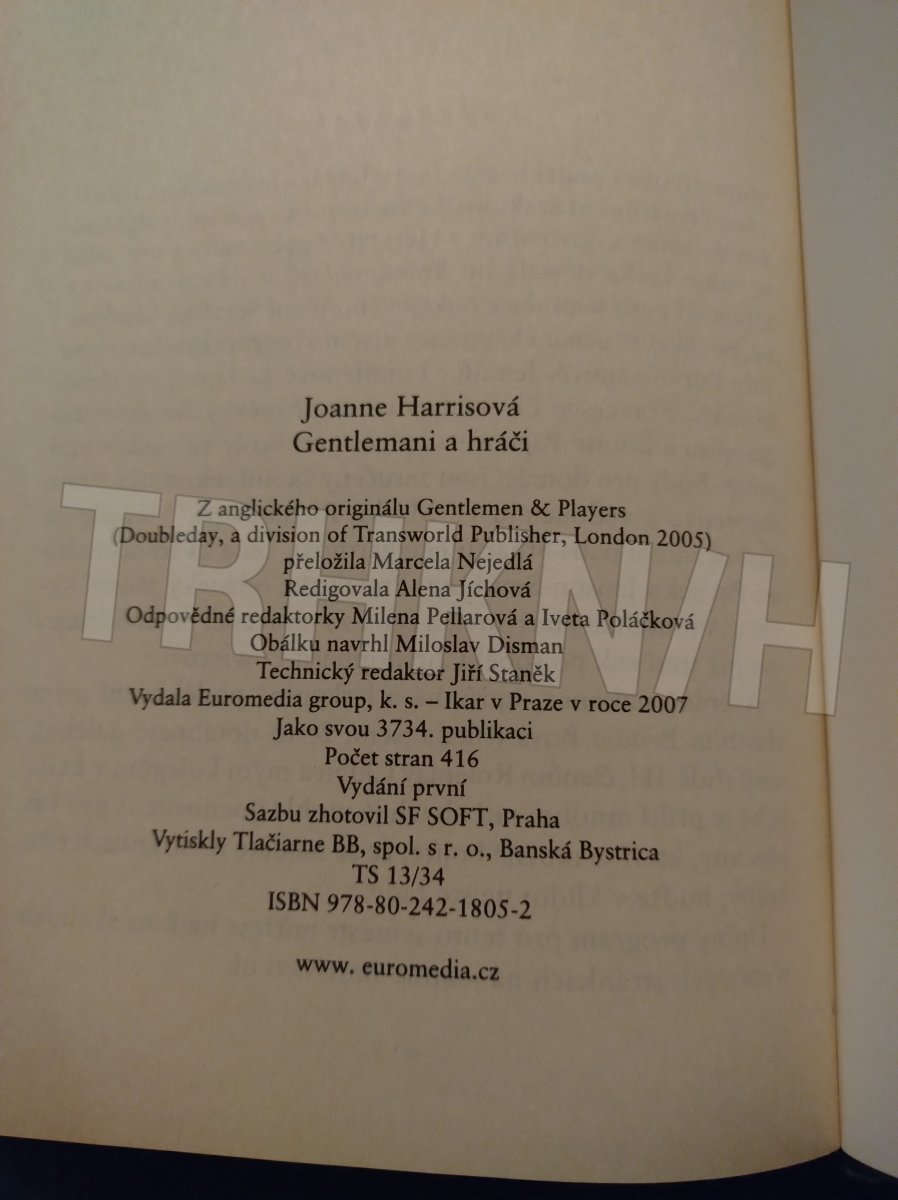 Joanne Harrisová
Gentlemani a hráči
Z anglického originálu Gentlemen & Players
(Doubleday, a division of Transworld Publisher, London 2005)
přeložila Marcela Nejedlá
Redigovala Alena Jíchová
Odpovědné redaktorky Milena Pellarová a Iveta Poláčková
Obálku navrhl Miloslav Disman
Technický redaktor Jiří Staněk
Vydala Euromedia group, k. s. – Ikar v Praze v roce 2007
Jako svou 3734. publikaci
Počet stran 416
Vydání první
Sazbu zhotovil SF SOFT, Praha
Vytiskly Tlačiarne BB, spol. s r. o., Banská Bystrica
TS 13/34
ISBN 978-80-242-1805-2
www. euromedia.cz
TRHKNIH